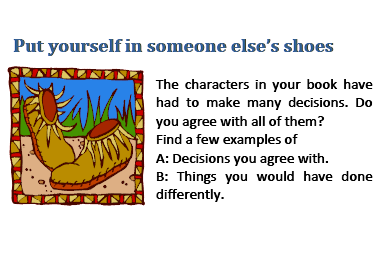 Put yourself in someone else's shoes
The characters in your book have
had to make many decisions. Do
you agree with all of them?
Find a few examples of
A: Decisions you agree with.
B: Things you would have done
differently.